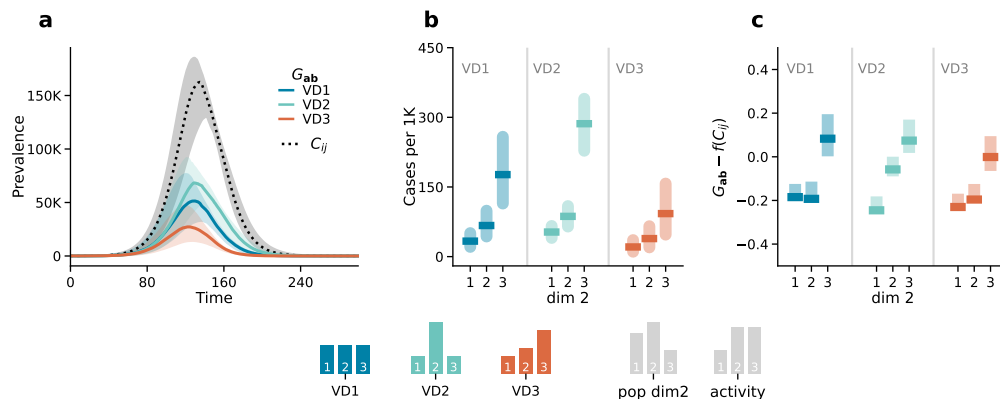 a
Prevalence
150K
100K
50K
0
0 80 160 240
Time
G_ab
VD1
VD2
VD3
C_ij
b
Cases per 1K
450
300
150
0
VD1 VD2 VD3
1 2 3 1 2 3 1 2 3
dim 2
c
G_ab − f(C_ij)
0.4
0.2
0.0
−0.2
−0.4
VD1 VD2 VD3
1 2 3 1 2 3 1 2 3
dim 2
1 2 3 1 2 3 1 2 3 1 2 3 1 2 3
VD1 VD2 VD3 pop dim2 activity